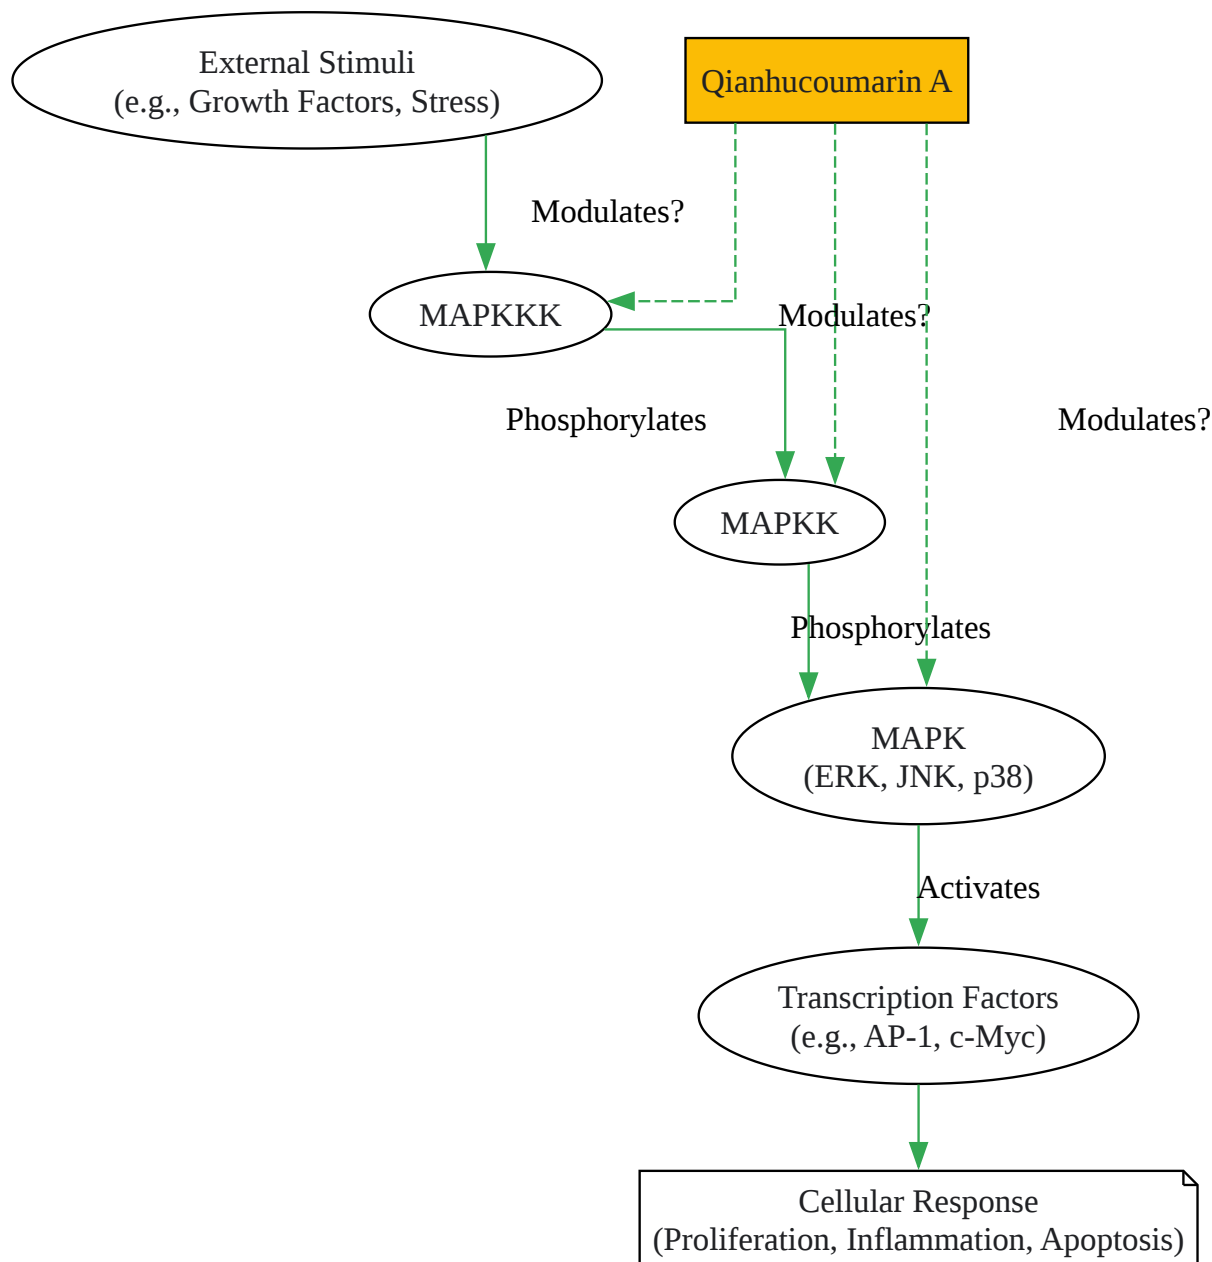 External Stimuli
(e.g., Growth Factors, Stress)
Qianhucoumarin A
Modulates?
MAPKKK
Modulates?
Phosphorylates
Modulates?
MAPKK
Phosphorylates
MAPK
(ERK, JNK, p38)
Activates
Transcription Factors
(e.g., AP-1, c-Myc)
Cellular Response
(Proliferation, Inflammation, Apoptosis)